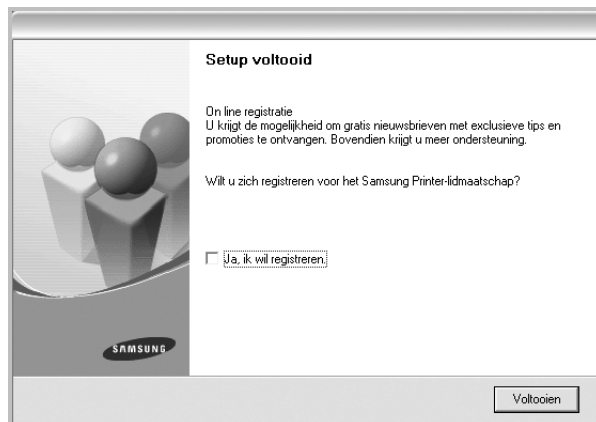 Setup voltooid
On line registratie
U krijgt de mogelijkheid om gratis nieuwsbrieven met exclusieve tips en
promoties te ontvangen. Bovendien krijgt u meer ondersteuning.
Wilt u zich registreren voor het Samsung Printer-lidmaatschap?
Ja, ik wil registreren.
SAMSUNG
Voltooien